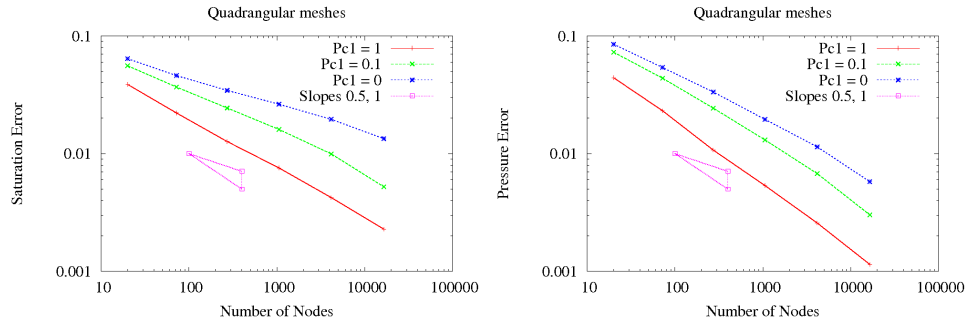 Quadrangular meshes
Saturation Error
0.1
0.01
0.001
Pc1 = 1
Pc1 = 0.1
Pc1 = 0
Slopes 0.5, 1
10
100
1000
10000
100000
Number of Nodes
Quadrangular meshes
Pressure Error
0.1
0.01
0.001
Pc1 = 1
Pc1 = 0.1
Pc1 = 0
Slopes 0.5, 1
10
100
1000
10000
100000
Number of Nodes